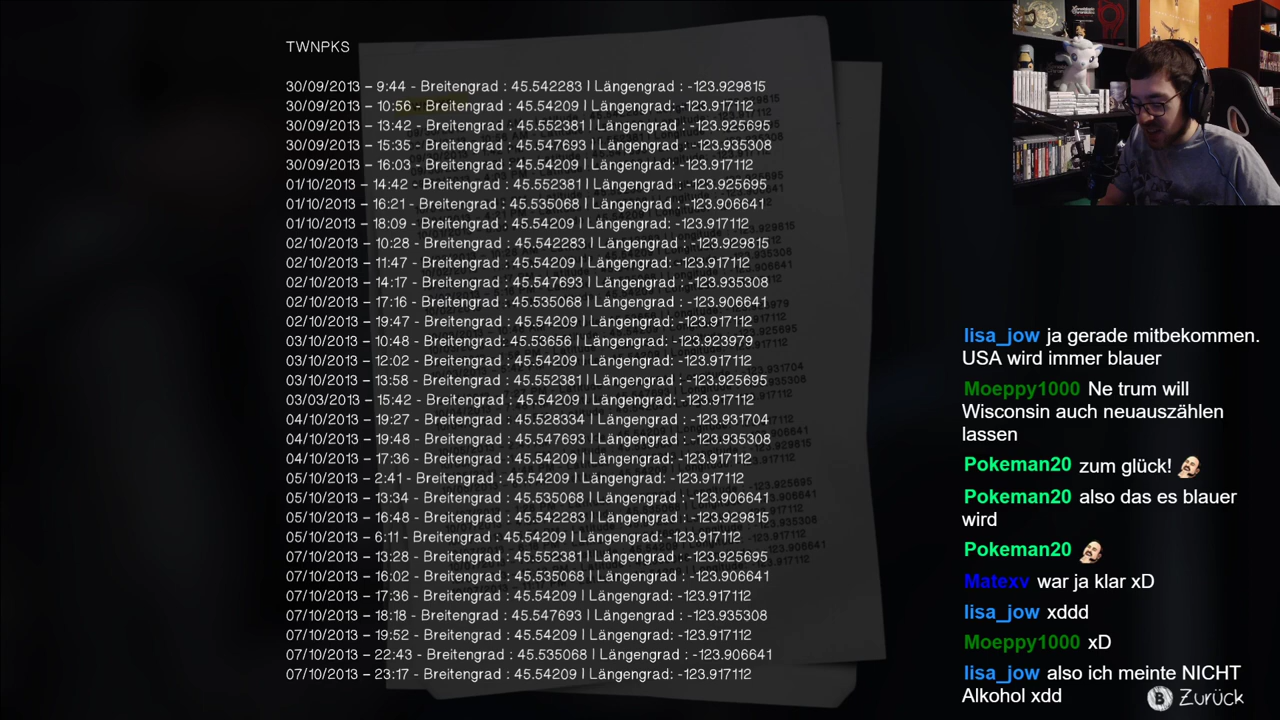 TWNPKS
30/09/2013 – 9:44 - Breitengrad : 45.542283 | Längengrad : -123.929815
30/09/2013 – 10:56 - Breitengrad : 45.54209 | Längengrad: -123.917112
30/09/2013 – 13:42 - Breitengrad : 45.552381 | Längengrad : -123.925695
30/09/2013 – 15:35 - Breitengrad : 45.547693 | Längengrad : -123.935308
30/09/2013 – 16:03 - Breitengrad : 45.54209 | Längengrad: -123.917112
01/10/2013 – 14:42 - Breitengrad : 45.552381 | Längengrad : -123.925695
01/10/2013 – 16:21 - Breitengrad : 45.535068 | Längengrad : -123.906641
01/10/2013 – 18:09 - Breitengrad : 45.54209 | Längengrad: -123.917112
02/10/2013 – 10:28 - Breitengrad : 45.542283 | Längengrad : -123.929815
02/10/2013 – 11:47 - Breitengrad : 45.54209 | Längengrad: -123.917112
02/10/2013 – 14:17 - Breitengrad : 45.547693 | Längengrad : -123.935308
02/10/2013 – 17:16 - Breitengrad : 45.535068 | Längengrad : -123.906641
02/10/2013 – 19:47 - Breitengrad : 45.54209 | Längengrad: -123.917112
03/10/2013 – 10:48 - Breitengrad : 45.53656 | Längengrad : -123.923979
03/10/2013 – 12:02 - Breitengrad : 45.54209 | Längengrad: -123.917112
03/10/2013 – 13:58 - Breitengrad : 45.552381 | Längengrad : -123.925695
03/03/2013 – 15:42 - Breitengrad : 45.54209 | Längengrad: -123.917112
04/10/2013 – 19:27 - Breitengrad : 45.528334 | Längengrad : -123.931704
04/10/2013 – 19:48 - Breitengrad : 45.547693 | Längengrad : -123.935308
04/10/2013 – 17:36 - Breitengrad : 45.54209 | Längengrad: -123.917112
05/10/2013 – 2:41 - Breitengrad : 45.54209 | Längengrad: -123.917112
05/10/2013 – 13:34 - Breitengrad : 45.535068 | Längengrad : -123.906641
05/10/2013 – 16:48 - Breitengrad : 45.542283 | Längengrad : -123.929815
05/10/2013 – 6:11 - Breitengrad : 45.54209 | Längengrad: -123.917112
07/10/2013 – 13:28 - Breitengrad : 45.552381 | Längengrad : -123.925695
07/10/2013 – 16:02 - Breitengrad : 45.535068 | Längengrad : -123.906641
07/10/2013 – 17:36 - Breitengrad : 45.54209 | Längengrad: -123.917112
07/10/2013 – 18:18 - Breitengrad : 45.547693 | Längengrad : -123.935308
07/10/2013 – 19:52 - Breitengrad : 45.54209 | Längengrad: -123.917112
07/10/2013 – 22:43 - Breitengrad : 45.535068 | Längengrad : -123.906641
07/10/2013 – 23:17 - Breitengrad : 45.54209 | Längengrad: -123.917112
lisa_jow ja gerade mitbekommen.
USA wird immer blauer
Moeppy1000 Ne trum will
Wisconsin auch neuauszählen
lassen
Pokeman20 zum glück!
Pokeman20 also das es blauer
wird
Pokeman20
Matexv war ja klar xD
lisa_jow xddd
Moeppy1000 xD
lisa_jow also ich meinte NICHT
Alkohol xdd
B Zurück